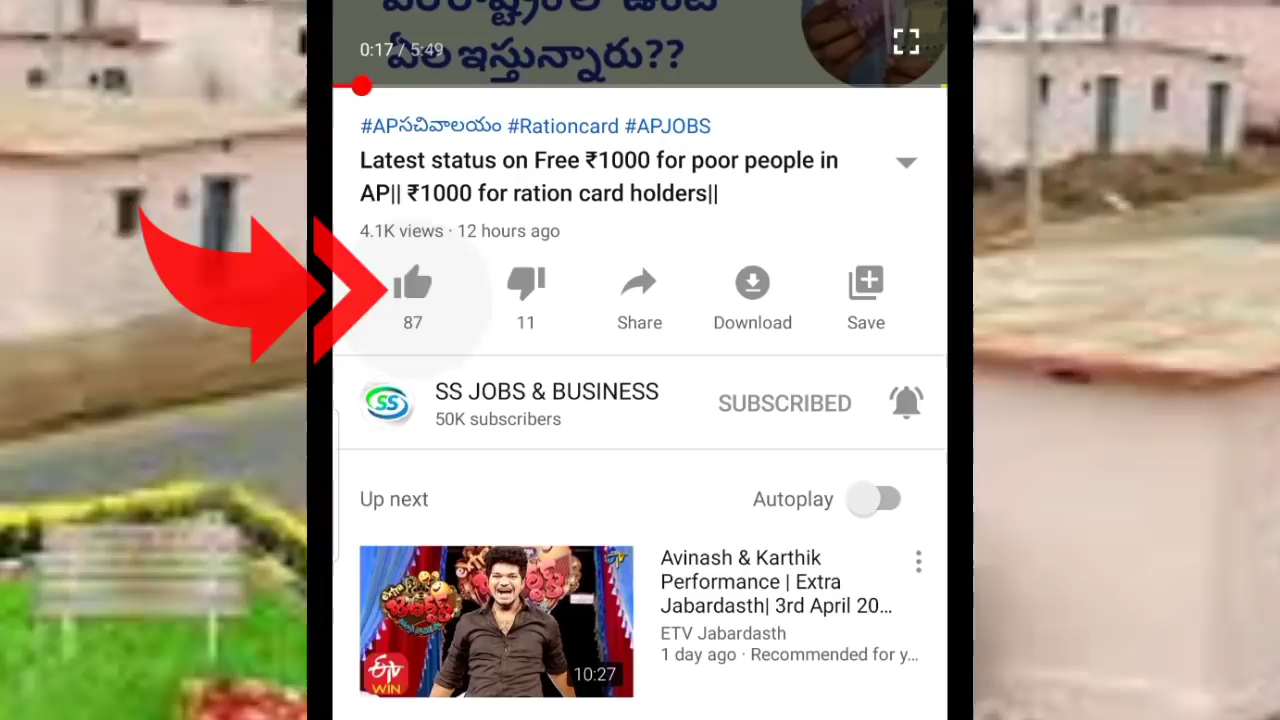 ఏల ఇస్తున్నారు??
0:17 / 5:49
#APసచివాలయం #Rationcard #APJOBS
Latest status on Free ₹1000 for poor people in
AP|| ₹1000 for ration card holders||
4.1K views · 12 hours ago
87
11
Share
Download
Save
SS
SS JOBS & BUSINESS
50K subscribers
SUBSCRIBED
Up next
Autoplay
Avinash & Karthik
Performance | Extra
Jabardasth| 3rd April 20...
ETV Jabardasth
1 day ago · Recommended for y...
WIN
10:27